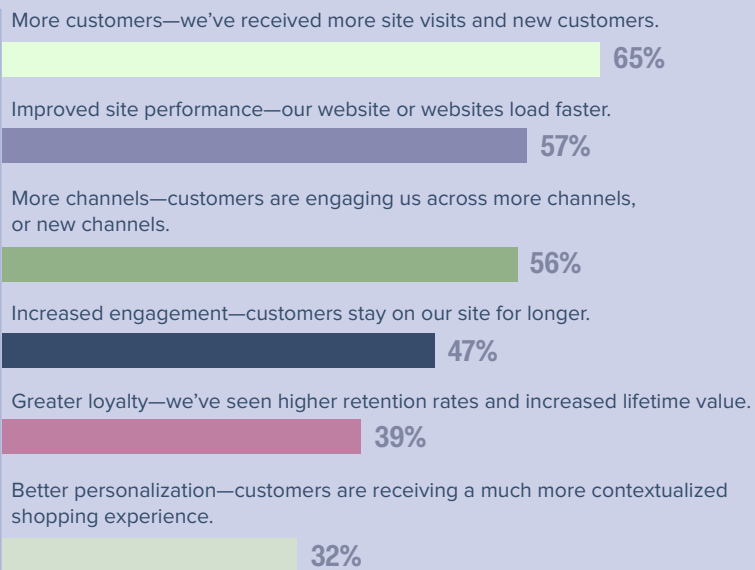 More customers—we’ve received more site visits and new customers.
65%
Improved site performance—our website or websites load faster.
57%
More channels—customers are engaging us across more channels,
or new channels.
56%
Increased engagement—customers stay on our site for longer.
47%
Greater loyalty—we’ve seen higher retention rates and increased lifetime value.
39%
Better personalization—customers are receiving a much more contextualized
shopping experience.
32%